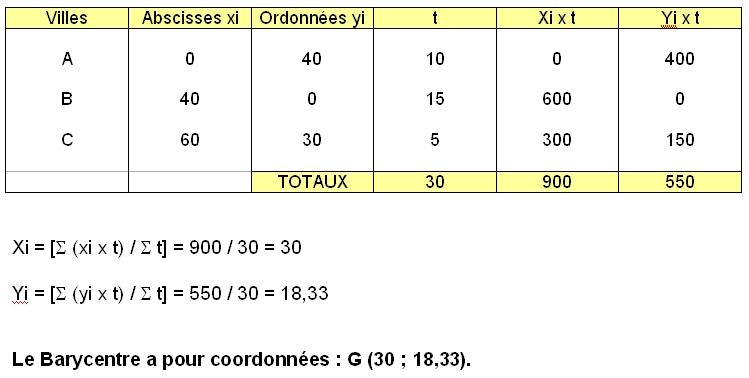 Villes Abscisses xi Ordonnées yi t Xi x t Yi x t
A 0 40 10 0 400
B 40 0 15 600 0
C 60 30 5 300 150
TOTAUX 30 900 550
Xi = [Σ (xi x t) / Σ t] = 900 / 30 = 30
Yi = [Σ (yi x t) / Σ t] = 550 / 30 = 18,33
Le Barycentre a pour coordonnées : G (30 ; 18,33).